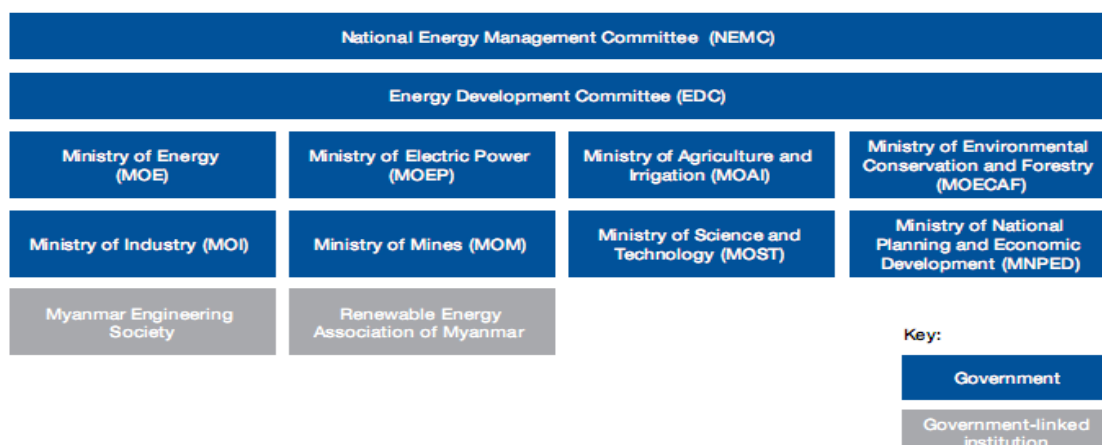 National Energy Management Committee (NEMC)
Energy Development Committee (EDC)
Ministry of Energy
(MOE)
Ministry of Electric Power
(MOEP)
Ministry of Agriculture and
Irrigation (MOAI)
Ministry of Environmental
Conservation and Forestry
(MOECAF)
Ministry of Industry (MOI)
Ministry of Mines (MOM)
Ministry of Science and
Technology (MOST)
Ministry of National
Planning and Economic
Development (MNPED)
Myanmar Engineering
Society
Renewable Energy
Association of Myanmar
Key:
Government
Government-linked
institution